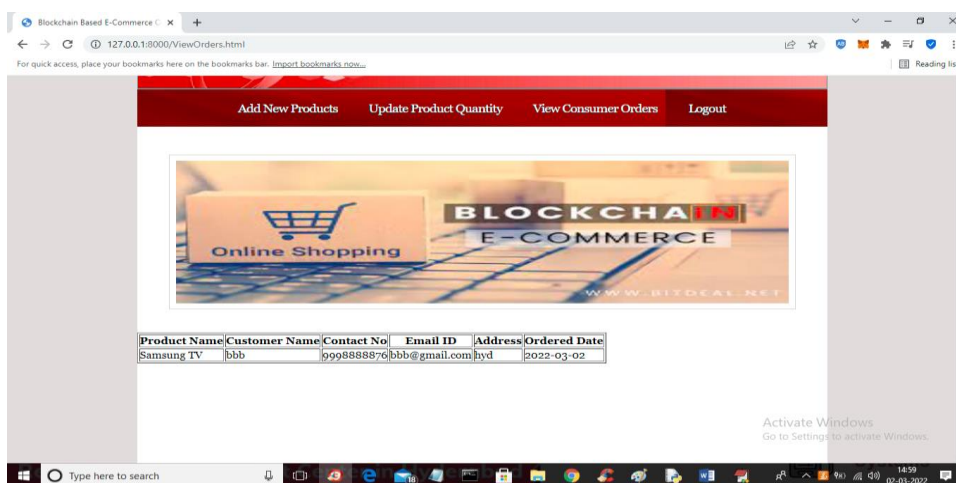 Blockchain Based E-Commerce
127.0.0.1:8000/ViewOrders.html
For quick access, place your bookmarks here on the bookmarks bar. Import bookmarks now...
Reading lis
Add New Products Update Product Quantity View Consumer Orders Logout
BLOCKCHAIN
E-COMMERCE
Online Shopping
WWW.BITDEAL.NET
Product Name Customer Name Contact No Email ID Address Ordered Date
Samsung TV bbb 9998888876 bbb@gmail.com hyd 2022-03-02
Activate Windows
Go to Settings to activate Windows.
Type here to search
14:59
02-03-2022